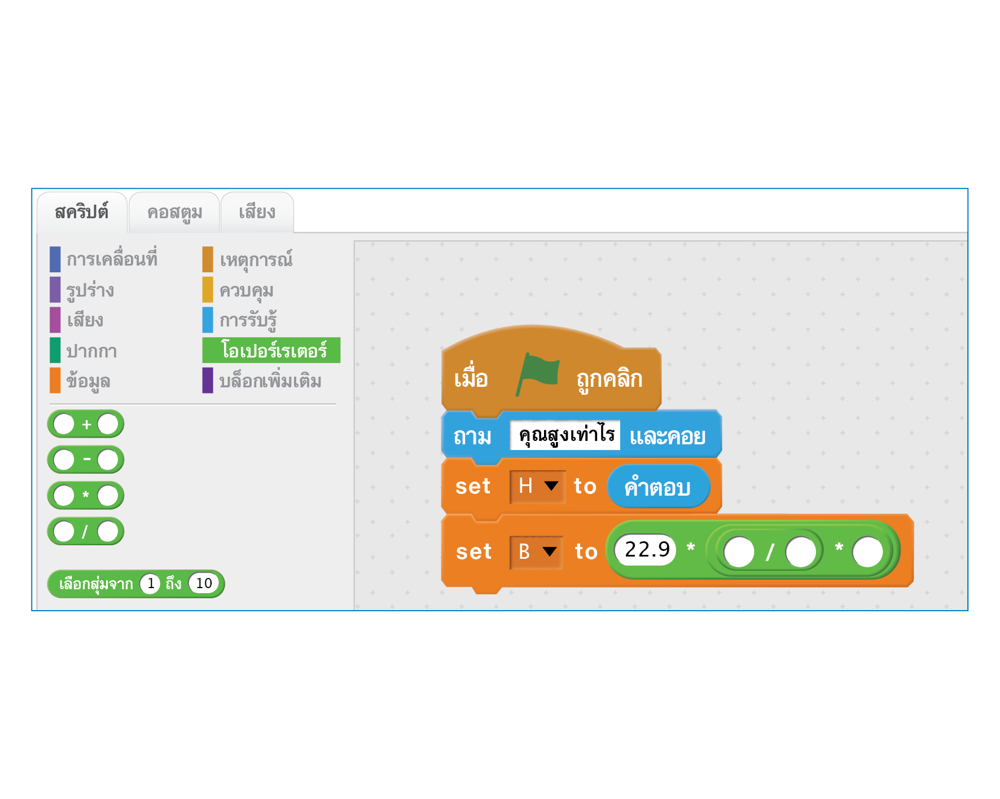 สคริปต์ คอสตูม เสียง
การเคลื่อนที่ เหตุการณ์
รูปร่าง ควบคุม
เสียง การรับรู้
ปากกา โอเปอร์เรเตอร์
ข้อมูล บล็อกเพิ่มเติม
+
-
*
/
เลือกสุ่มจาก 1 ถึง 10
เมื่อ ถูกคลิก
ถาม คุณสูงเท่าไร และคอย
set H to คำตอบ
set B to 22.9 * / *